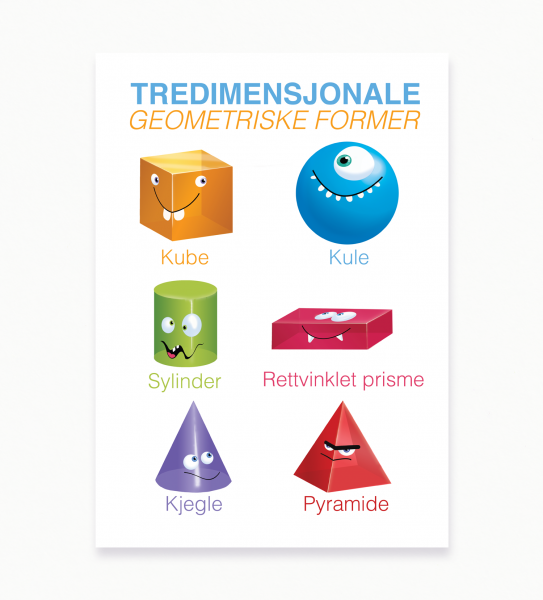 TREDIMENSJONALE
GEOMETRISKE FORMER
Kube
Kule
Sylinder
Rettvinklet prisme
Kjegle
Pyramide